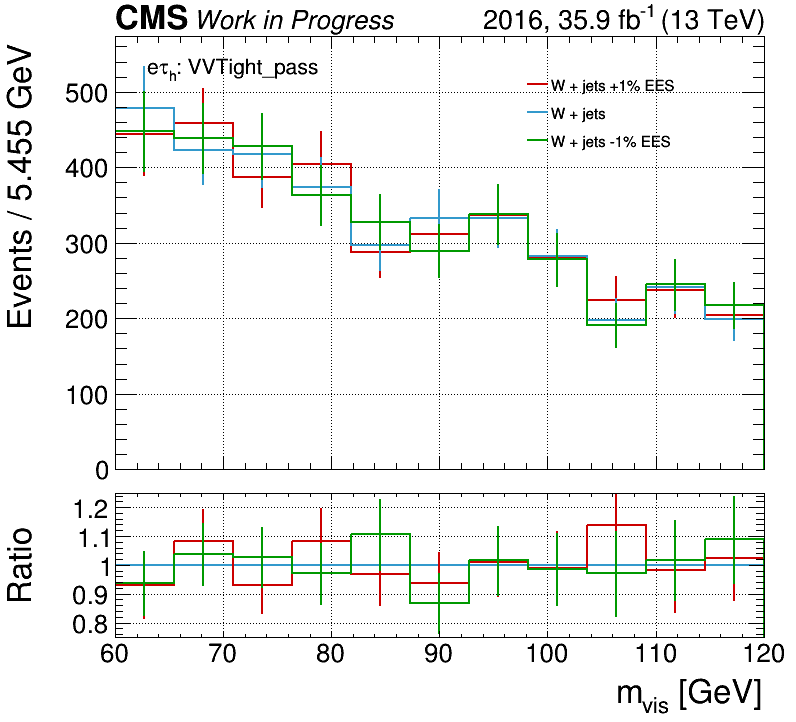 CMS Work in Progress 2016, 35.9 fb⁻¹ (13 TeV)
eτₕ: VVTight_pass
W + jets +1% EES
W + jets
W + jets -1% EES
Events / 5.455 GeV
500
400
300
200
100
0
Ratio
1.2
1.1
1
0.9
0.8
60 70 80 90 100 110 120
m_vis [GeV]